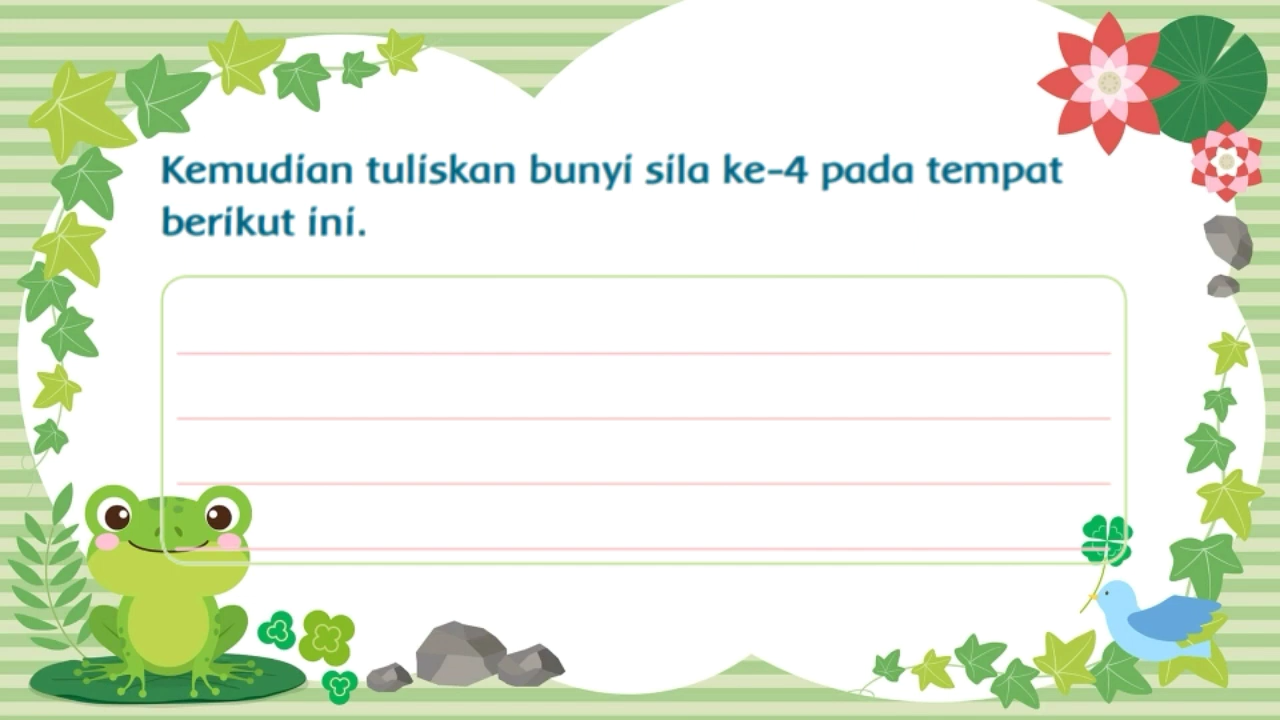 Kemudian tuliskan bunyi sila ke-4 pada tempat
berikut ini.